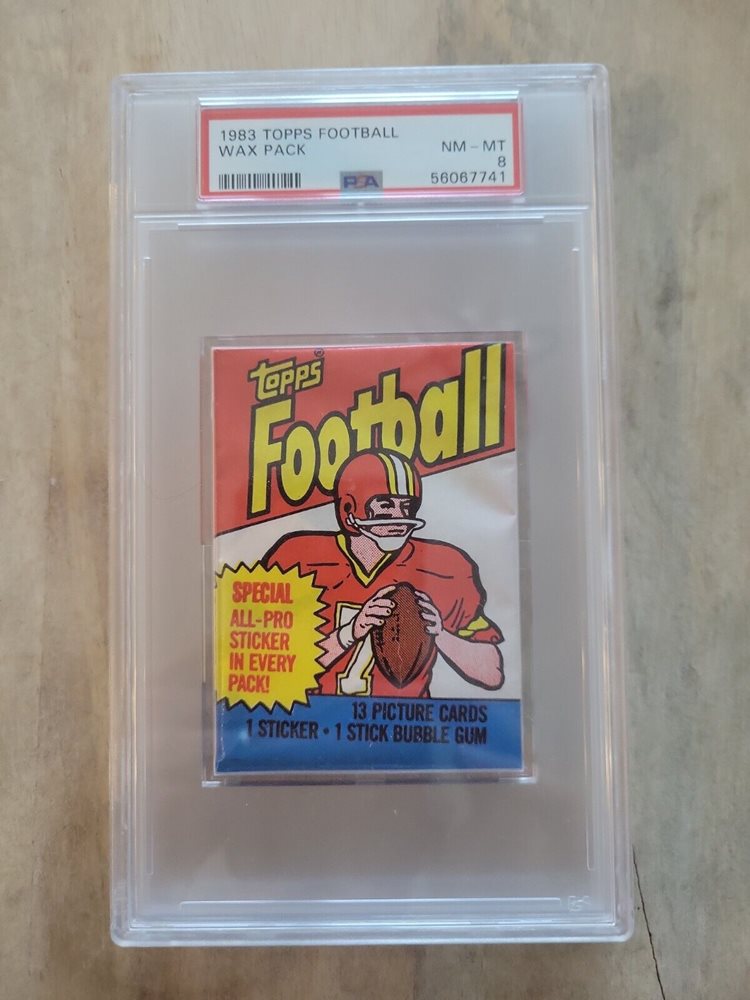 1983 TOPPS FOOTBALL
WAX PACK
NM - MT
8
PSA
56067741
topps®
Football
SPECIAL
ALL-PRO
STICKER
IN EVERY
PACK!
7
13 PICTURE CARDS
1 STICKER • 1 STICK BUBBLE GUM